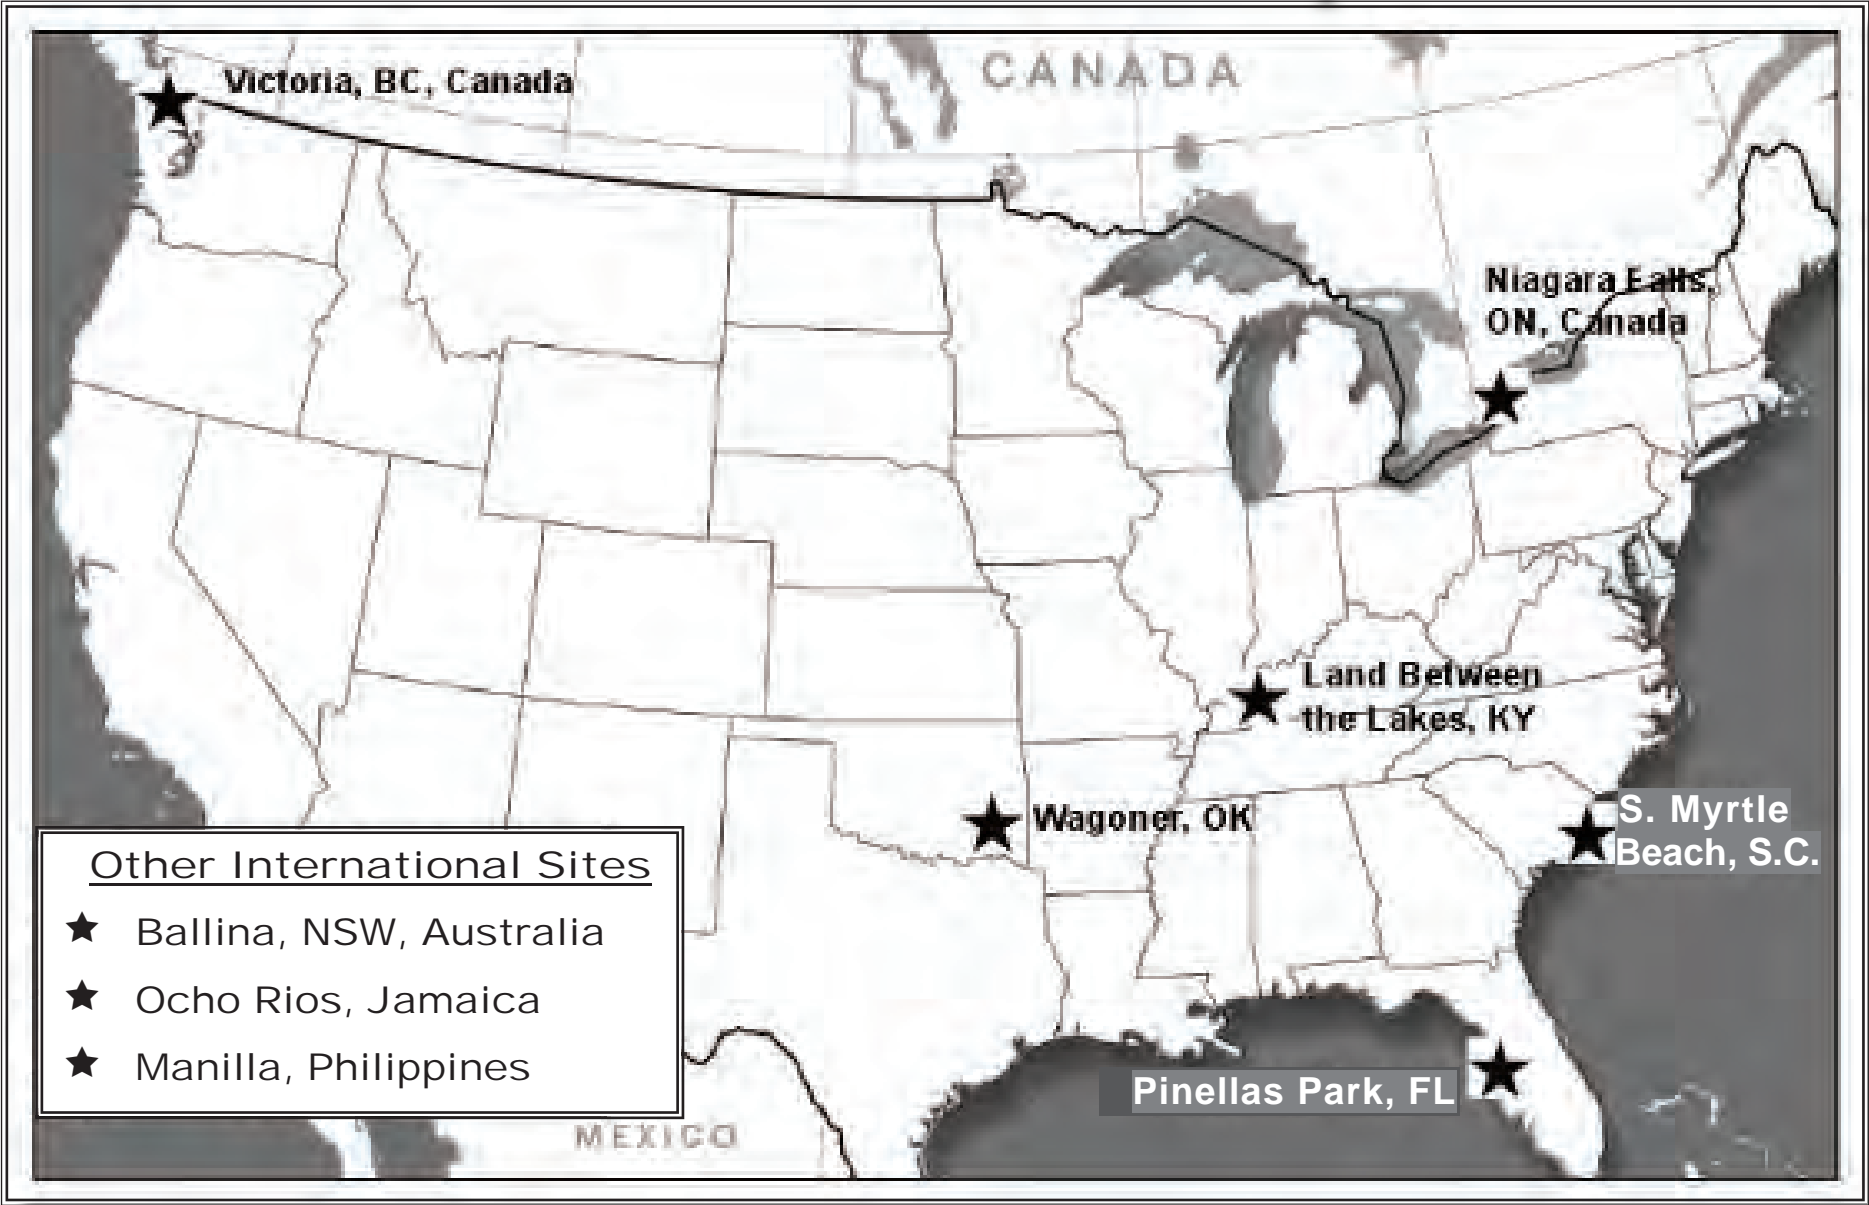 CANADA
Victoria, BC, Canada
Niagara Falls,
ON, Canada
Land Between
the Lakes, KY
Wagoner, OK
S. Myrtle
Beach, S.C.
Other International Sites
Ballina, NSW, Australia
Ocho Rios, Jamaica
Manilla, Philippines
Pinellas Park, FL
MEXICO